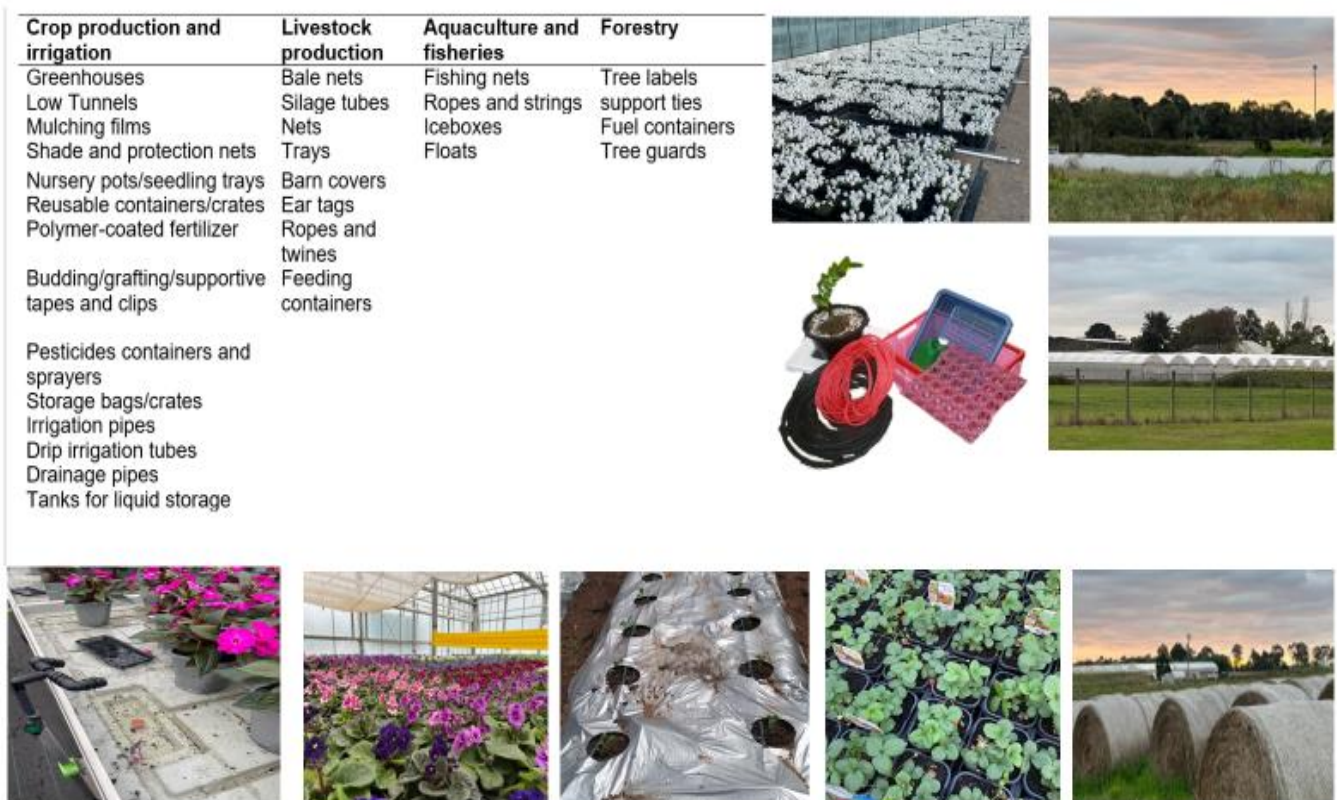 Crop production and irrigation
Livestock production
Aquaculture and fisheries
Forestry
Greenhouses
Bale nets
Fishing nets
Tree labels
Low Tunnels
Silage tubes
Ropes and strings
support ties
Mulching films
Nets
Iceboxes
Fuel containers
Shade and protection nets
Trays
Floats
Tree guards
Nursery pots/seedling trays
Barn covers
Reusable containers/crates
Ear tags
Polymer-coated fertilizer
Ropes and twines
Budding/grafting/supportive tapes and clips
Feeding containers
Pesticides containers and sprayers
Storage bags/crates
Irrigation pipes
Drip irrigation tubes
Drainage pipes
Tanks for liquid storage